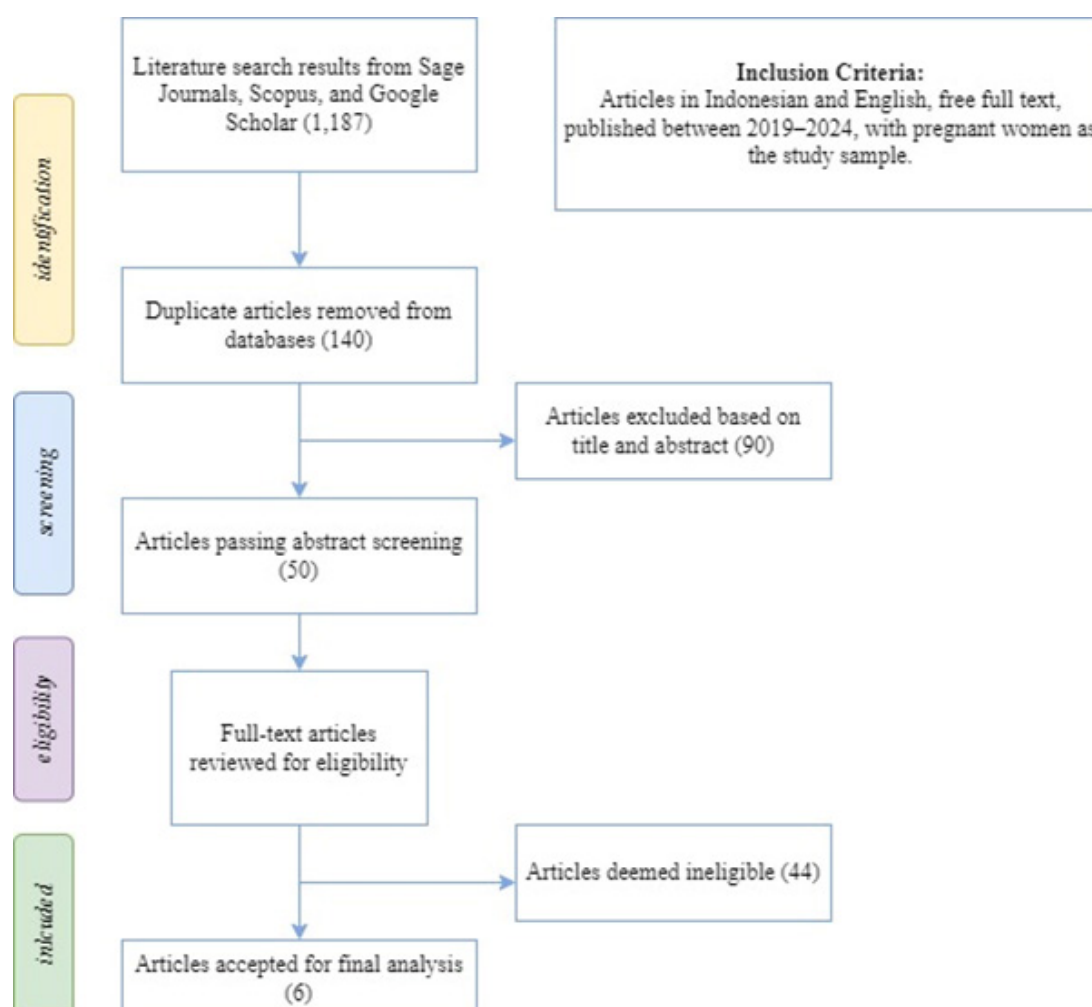 Literature search results from Sage
Journals, Scopus, and Google
Scholar (1,187)
Inclusion Criteria:
Articles in Indonesian and English, free full text,
published between 2019–2024, with pregnant women as
the study sample.
identification
Duplicate articles removed from
databases (140)
Articles excluded based on
title and abstract (90)
screening
Articles passing abstract screening
(50)
eligibility
Full-text articles
reviewed for eligibility
Articles deemed ineligible (44)
inlcuded
Articles accepted for final analysis
(6)